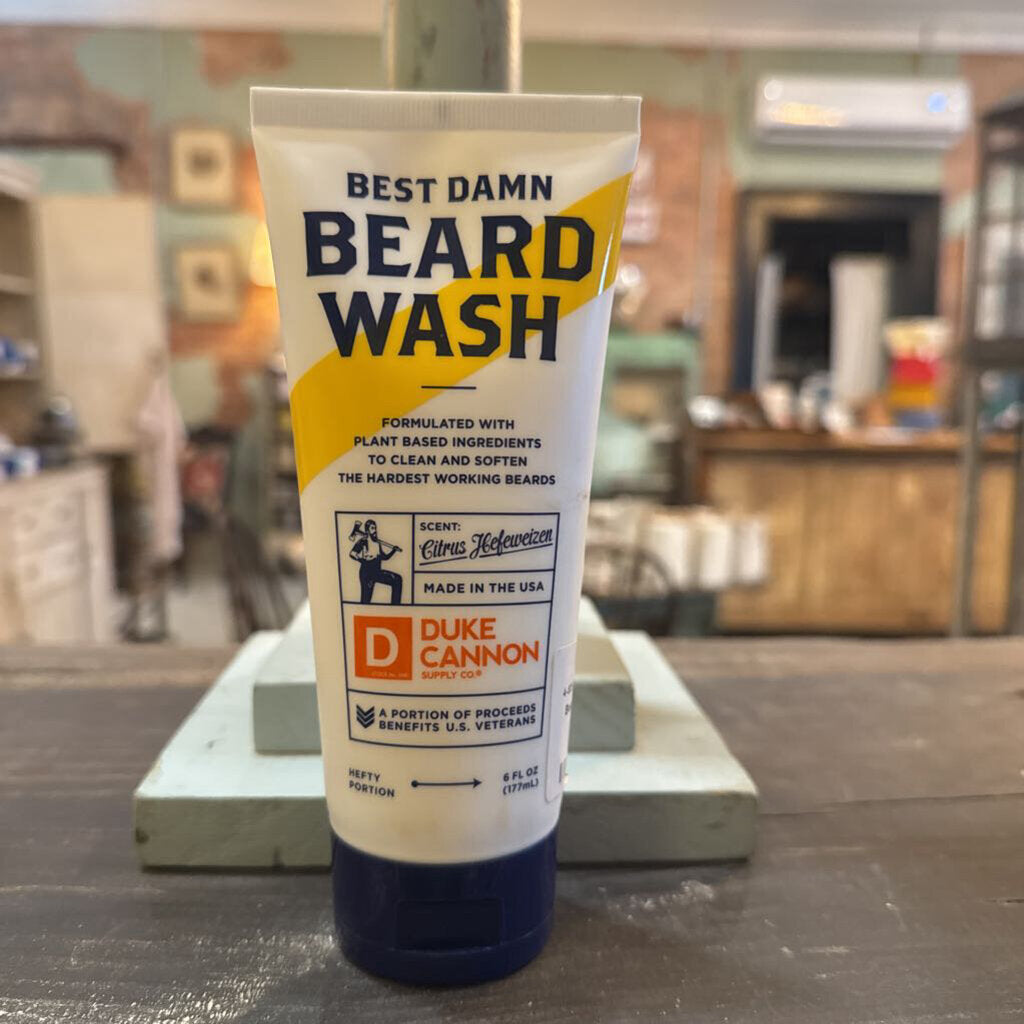 BEST DAMN
BEARD
WASH
FORMULATED WITH
PLANT BASED INGREDIENTS
TO CLEAN AND SOFTEN
THE HARDEST WORKING BEARDS
SCENT:
Citrus Hefeweizen
MADE IN THE USA
D
DUKE
CANNON
SUPPLY CO.®
A PORTION OF PROCEEDS
BENEFITS U.S. VETERANS
HEFTY
PORTION
6 FL OZ
(177mL)